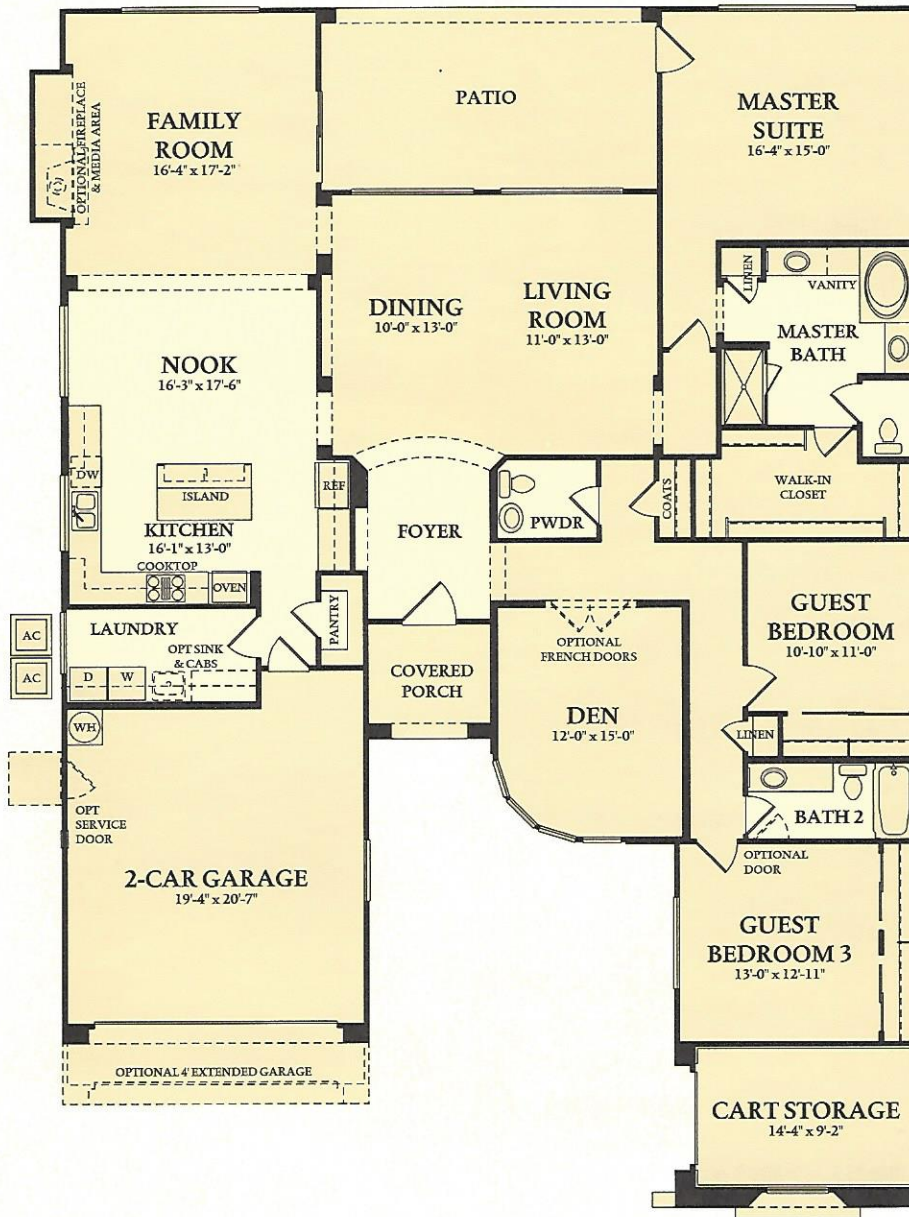 FAMILY
ROOM
16'-4" x 17'-2"
OPTIONAL FIREPLACE
& MEDIA AREA
PATIO
MASTER
SUITE
16'-4" x 15'-0"
DINING
10'-0" x 13'-0"
LIVING
ROOM
11'-0" x 13'-0"
LINEN
VANITY
MASTER
BATH
NOOK
16'-3" x 17'-6"
DW
ISLAND
REF
KITCHEN
16'-1" x 13'-0"
COOKTOP
OVEN
FOYER
PWDR
COATS
WALK-IN
CLOSET
AC
AC
LAUNDRY
OPT SINK
& CABS
D
W
PANTRY
COVERED
PORCH
OPTIONAL
FRENCH DOORS
DEN
12'-0" x 15'-0"
GUEST
BEDROOM
10'-10" x 11'-0"
LINEN
BATH 2
WH
OPT
SERVICE
DOOR
2-CAR GARAGE
19'-4" x 20'-7"
OPTIONAL
DOOR
GUEST
BEDROOM 3
13'-0" x 12'-11"
OPTIONAL 4' EXTENDED GARAGE
CART STORAGE
14'-4" x 9'-2"